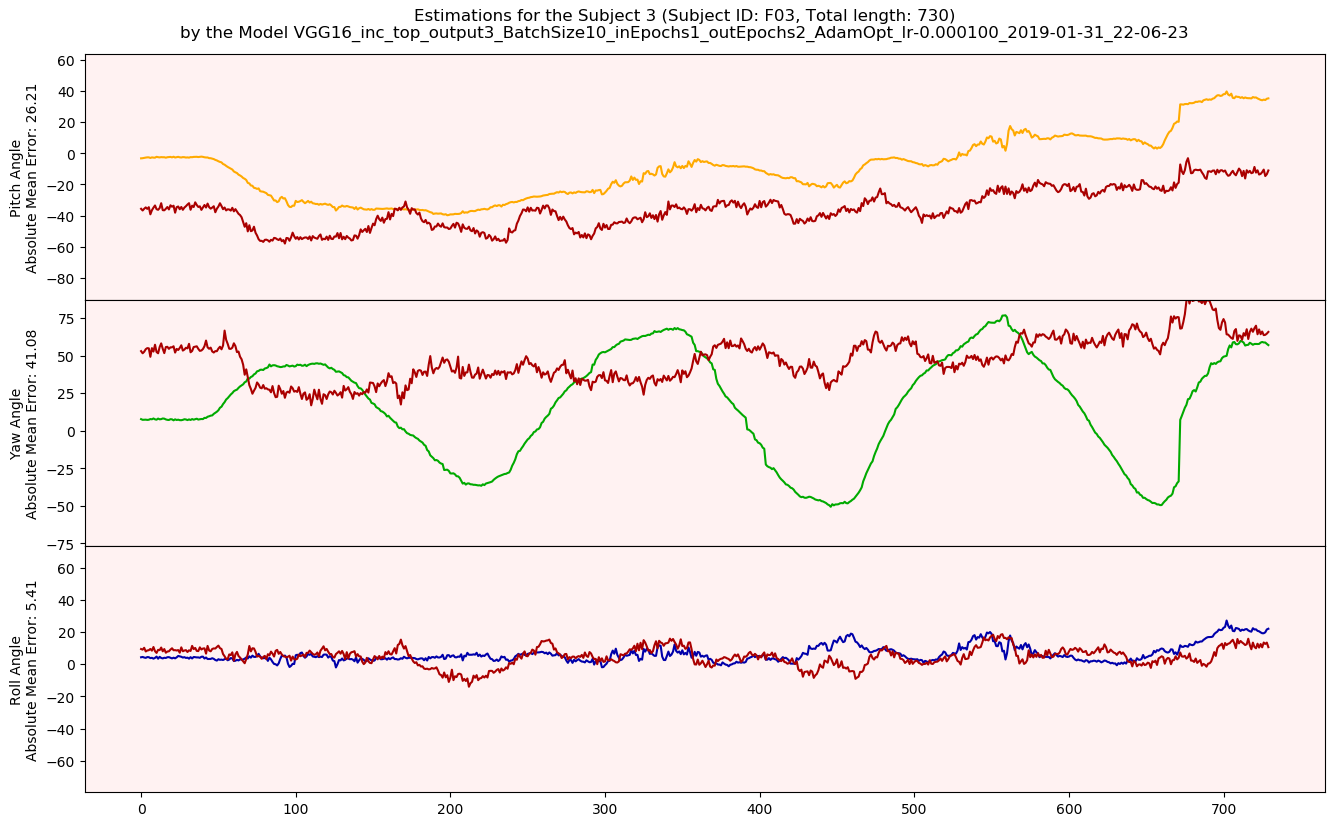 Estimations for the Subject 3 (Subject ID: F03, Total length: 730)
by the Model VGG16_inc_top_output3_BatchSize10_inEpochs1_outEpochs2_AdamOpt_lr-0.000100_2019-01-31_22-06-23
Pitch Angle
Absolute Mean Error: 26.21
60
40
20
0
−20
−40
−60
−80
Yaw Angle
Absolute Mean Error: 41.08
75
50
25
0
−25
−50
−75
Roll Angle
Absolute Mean Error: 5.41
60
40
20
0
−20
−40
−60
0 100 200 300 400 500 600 700